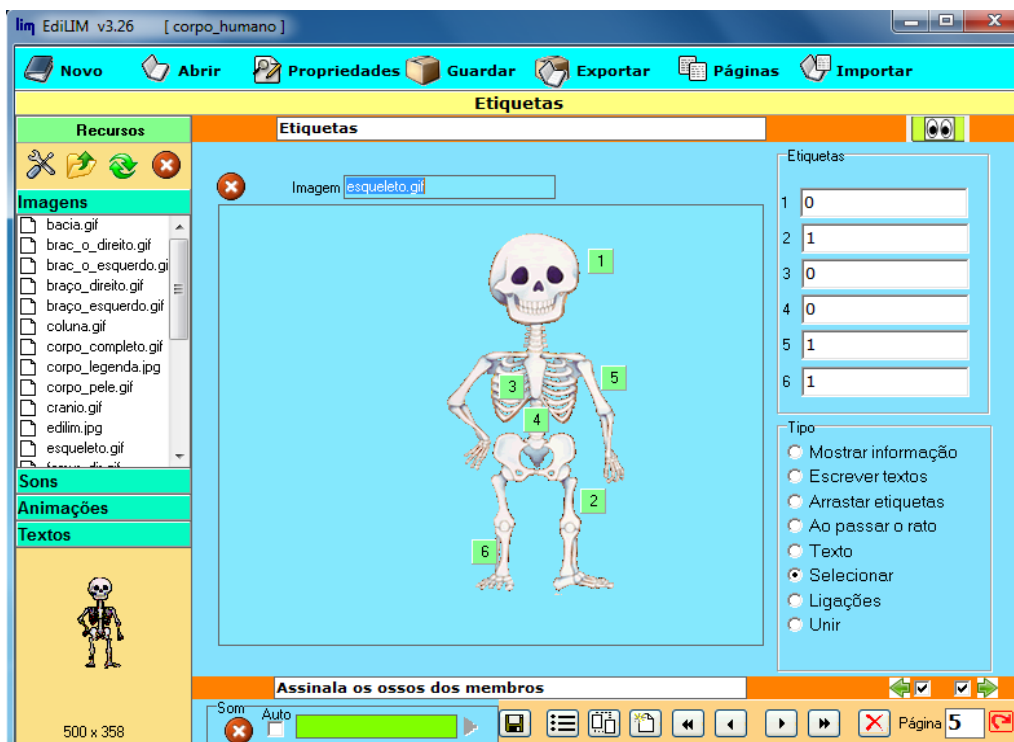 lim EdiLIM v3.26 [ corpo_humano ]
Novo Abrir Propriedades Guardar Exportar Páginas Importar
Etiquetas
Recursos
Etiquetas
Imagem esqueleto.gif
Imagens
bacia.gif
brac_o_direito.gif
brac_o_esquerdo.gi
braço_direito.gif
braço_esquerdo.gif
coluna.gif
corpo_completo.gif
corpo_legenda.jpg
corpo_pele.gif
cranio.gif
edilim.jpg
esqueleto.gif
Sons
Animações
Textos
500 x 358
1
5
3
4
2
6
Etiquetas
1 0
2 1
3 0
4 0
5 1
6 1
Tipo
Mostrar informação
Escrever textos
Arrastar etiquetas
Ao passar o rato
Texto
Selecionar
Ligações
Unir
Assinala os ossos dos membros
Som
Auto
Página 5